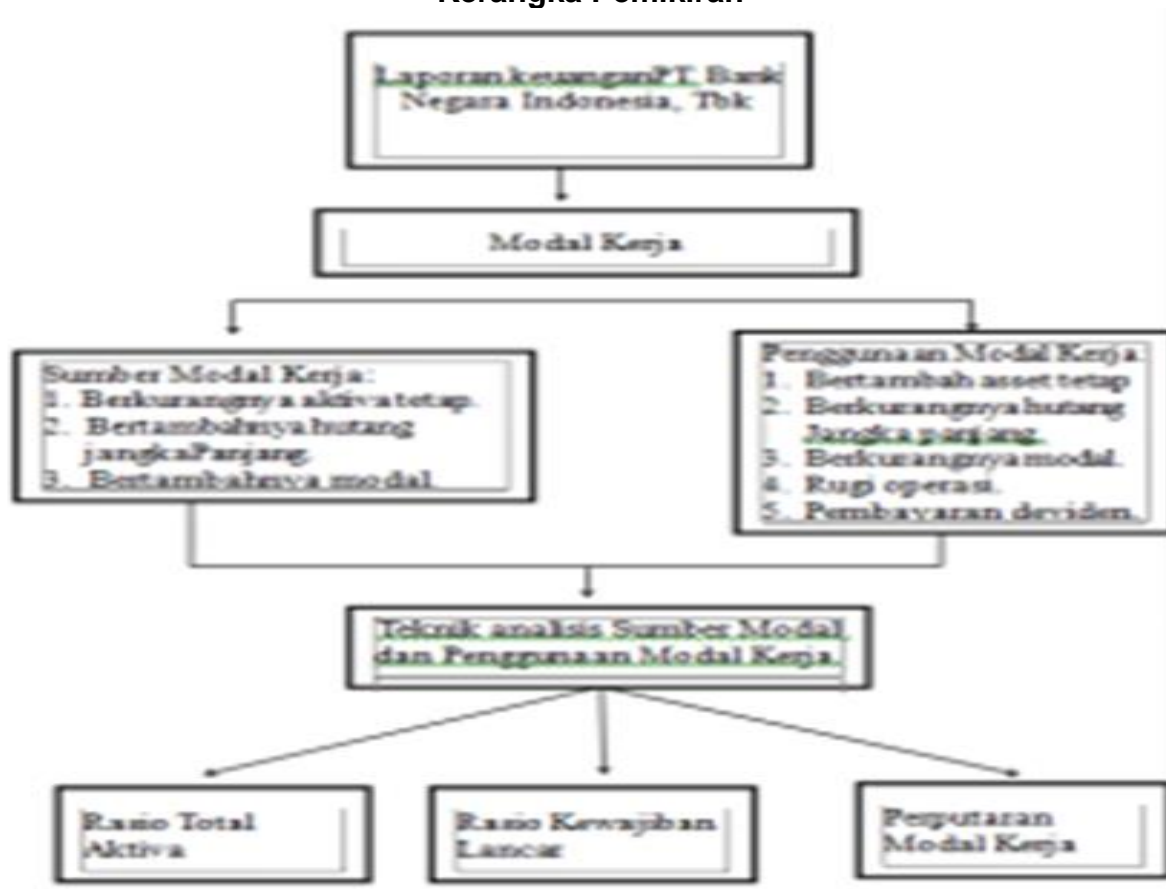 Kerangka Pemikiran
Laporan keuanganPT. Bank
Negara Indonesia, Tbk
Modal Kerja
Sumber Modal Kerja:
1. Berkurangnya aktiva tetap.
2. Bertambahnya hutang
jangkaPanjang.
3. Bertambahnya modal.
Penggunaan Modal Kerja
1. Bertambah asset tetap
2. Berkurangnya hutang
Jangka panjang.
3. Berkurangnya modal.
4. Rugi operasi.
5. Pembayaran deviden.
Teknik analisis Sumber Modal
dan Penggunaan Modal Kerja
Rasio Total
Aktiva
Rasio Kewajiban
Lancar
Perputaran
Modal Kerja